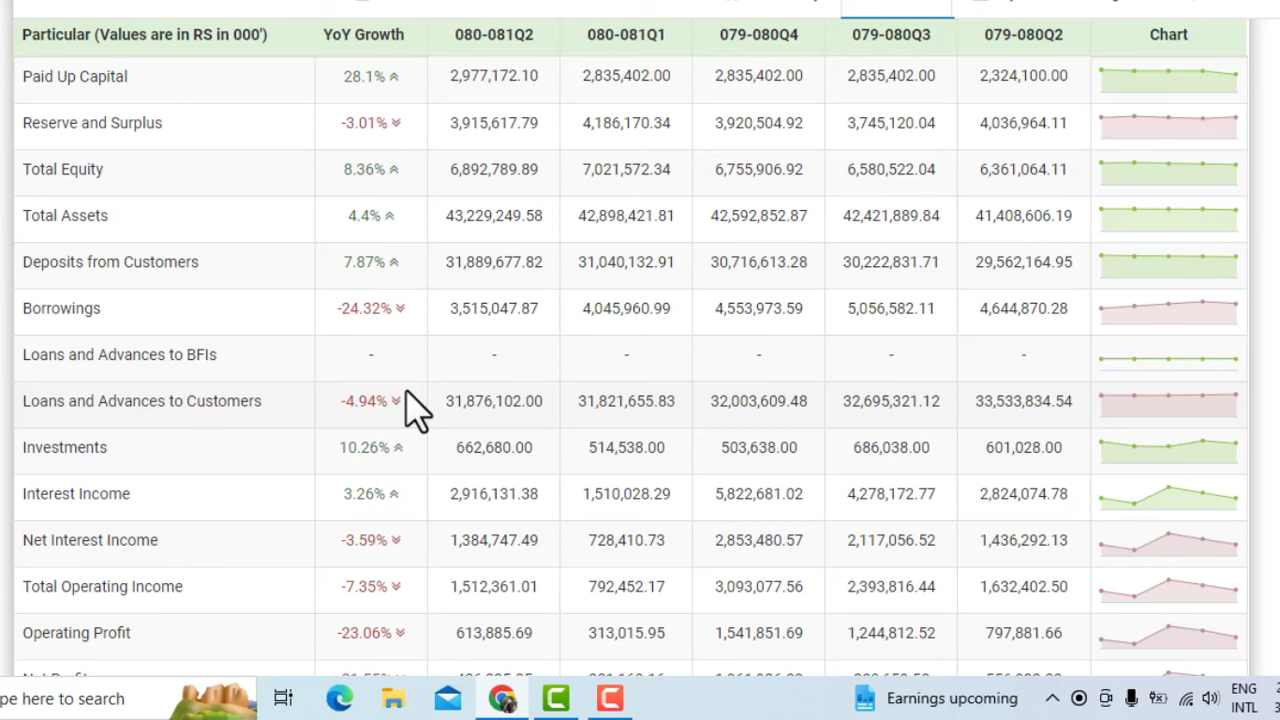 Particular (Values are in RS in 000') YoY Growth 080-081Q2 080-081Q1 079-080Q4 079-080Q3 079-080Q2 Chart
Paid Up Capital 28.1% 2,977,172.10 2,835,402.00 2,835,402.00 2,835,402.00 2,324,100.00
Reserve and Surplus -3.01% 3,915,617.79 4,186,170.34 3,920,504.92 3,745,120.04 4,036,964.11
Total Equity 8.36% 6,892,789.89 7,021,572.34 6,755,906.92 6,580,522.04 6,361,064.11
Total Assets 4.4% 43,229,249.58 42,898,421.81 42,592,852.87 42,421,889.84 41,408,606.19
Deposits from Customers 7.87% 31,889,677.82 31,040,132.91 30,716,613.28 30,222,831.71 29,562,164.95
Borrowings -24.32% 3,515,047.87 4,045,960.99 4,553,973.59 5,056,582.11 4,644,870.28
Loans and Advances to BFIs - - - - - -
Loans and Advances to Customers -4.94% 31,876,102.00 31,821,655.83 32,003,609.48 32,695,321.12 33,533,834.54
Investments 10.26% 662,680.00 514,538.00 503,638.00 686,038.00 601,028.00
Interest Income 3.26% 2,916,131.38 1,510,028.29 5,822,681.02 4,278,172.77 2,824,074.78
Net Interest Income -3.59% 1,384,747.49 728,410.73 2,853,480.57 2,117,056.52 1,436,292.13
Total Operating Income -7.35% 1,512,361.01 792,452.17 3,093,077.56 2,393,816.44 1,632,402.50
Operating Profit -23.06% 613,885.69 313,015.95 1,541,851.69 1,244,812.52 797,881.66
pe here to search Earnings upcoming ENG
INTL